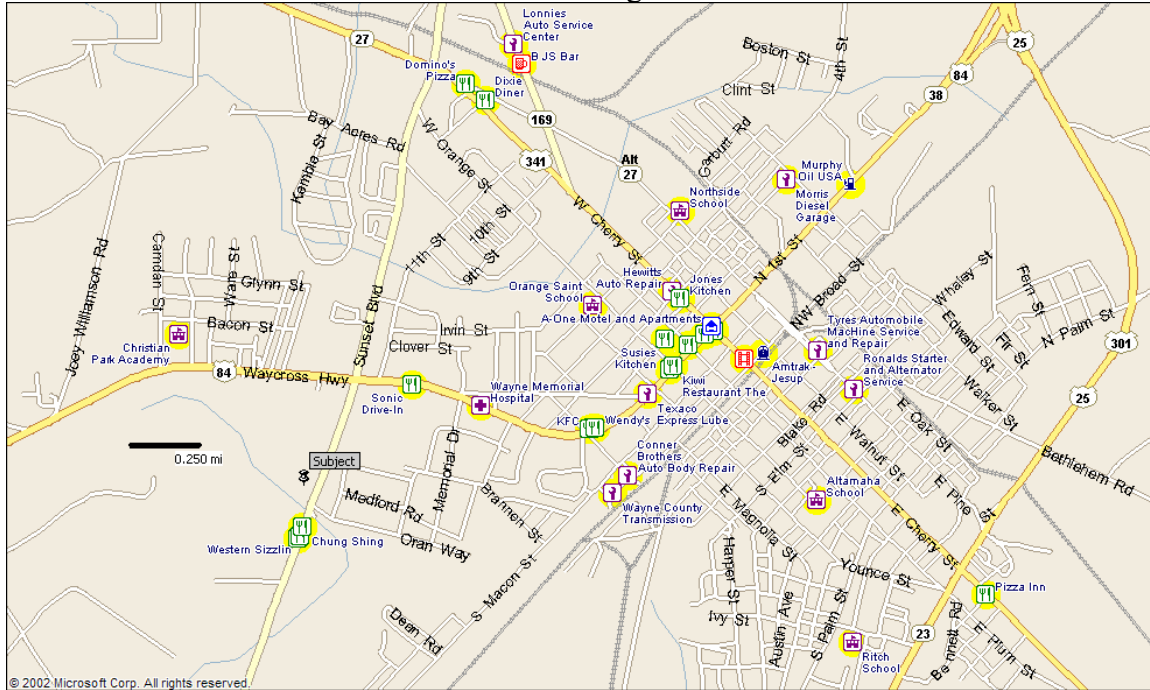 Lonnies
Auto Service
Center
B JS Bar
27
Domino's
Pizza
Dixie
Diner
Boston St
4th St
25
84
Clint St
38
Bay Acres Rd
169
W Orange St
341
Alt
27
Garbutt Rd
Murphy
Oil USA
Morris
Diesel
Garage
Kemble St
Northside
School
W Cherry St
10th St
11th St
9th St
N 1st St
Joey Williamson Rd
Camden St
Ware St
Glynn St
Bacon St
Sunset Blvd
Hewitts
Auto Repair
Jones
Kitchen
Orange Saint
School
A-One Motel and Apartments
NW Broad St
Whaley St
Fern St
Fir St
N Palm St
Edward St
301
Irvin St
Clover St
Christian
Park Academy
Tyres Automobile
MacHine Service
and Repair
Susies
Kitchen
Amtrak-
Jesup
Ronalds Starter
and Alternator
Service
84
Waycross Hwy
Kiwi
Restaurant The
Walker St
25
Sonic
Drive-In
Wayne Memorial
Hospital
KFC
Wendy's
Texaco
Express Lube
Blake Rd
E Oak St
E Walnut St
0.250 mi
Subject
Memorial Dr
Conner
Brothers
Auto Body Repair
S Elm St
Bethlehem Rd
Medford Rd
Brannen St
Wayne County
Transmission
E Magnolia St
Altamaha
School
E Pine St
Western Sizzlin
Chung Shing
Oran Way
E Cherry St
S Macon St
Harper St
Younce St
Pizza Inn
Dean Rd
Ivy St
Austin Ave
S Palm St
23
Bennett Rd
E Plum St
Ritch
School
© 2002 Microsoft Corp. All rights reserved.